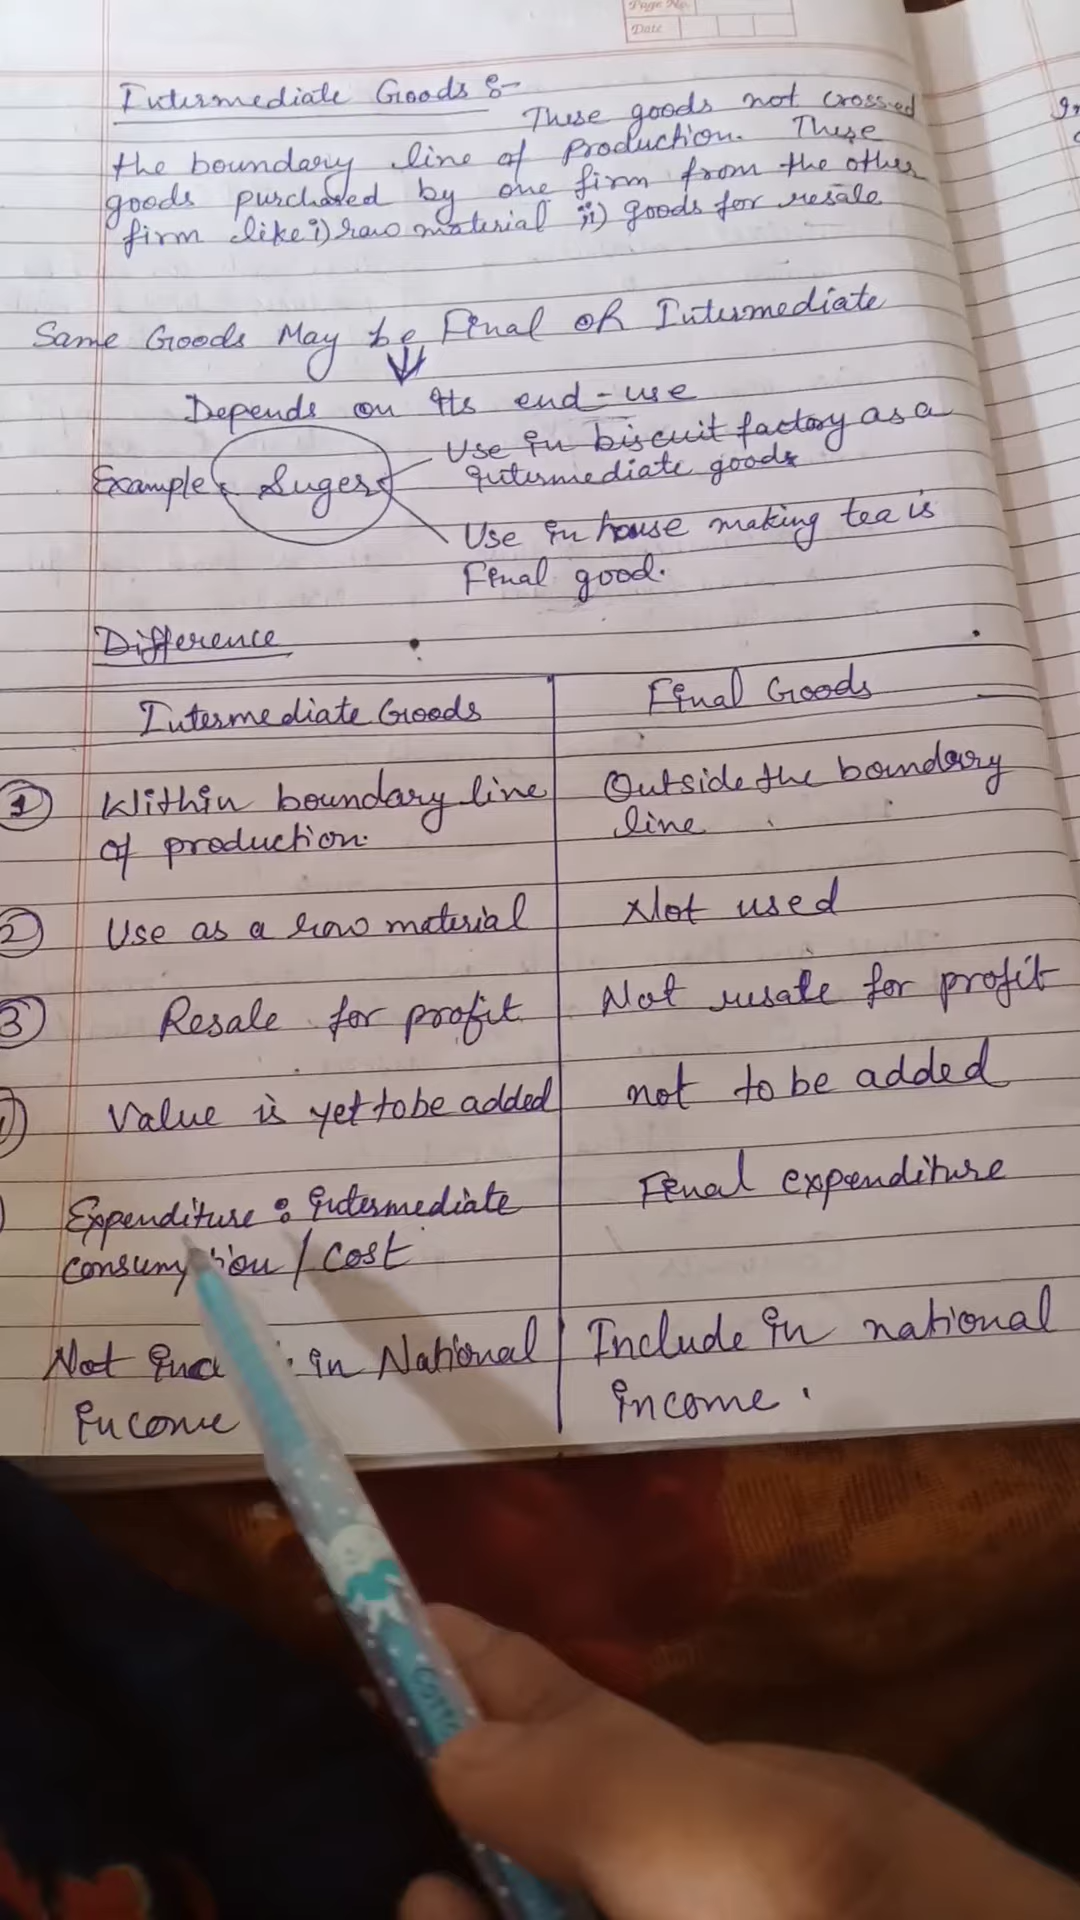 Page No.
Date
Intermediate Goods :-
These goods not crossed
the boundary line of production. These
goods purchased by one firm from the other
firm like i) raw material ii) goods for resale
Same Goods May be Final or Intermediate
Depends on Its end-use
Example: Suger
Use in biscuit factory as a
intermediate goods
Use in house making tea is
Final good.
Difference
Intermediate Goods
Final Goods
1 Within boundary line
of production.
Outside the boundary
line
2 Use as a raw material
Not used
3 Resale for profit
Not resale for profit
Value is yet to be added
not to be added
Expenditure : intermediate
consumption / cost
Final expenditure
Not in National
income
Include in national
income.